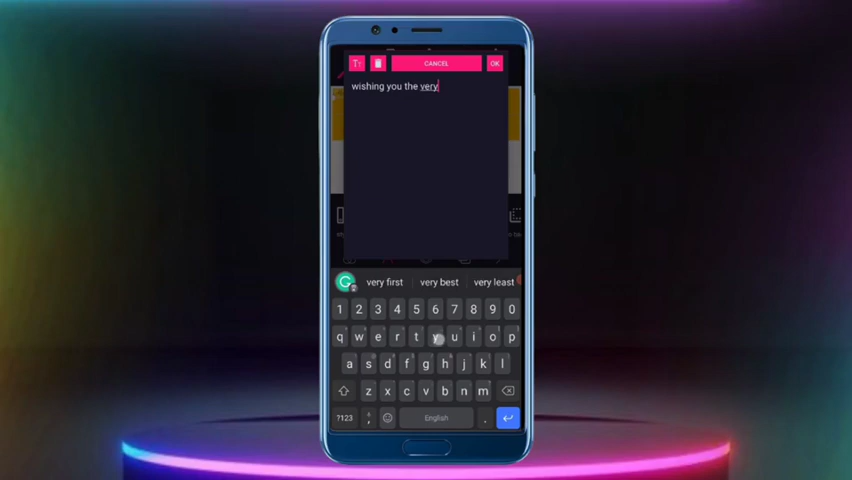 Tт CANCEL OK
wishing you the very
very first very best very least
1 2 3 4 5 6 7 8 9 0
q w e r t y u i o p
a s d f g h j k l
z x c v b n m
?123 , English .